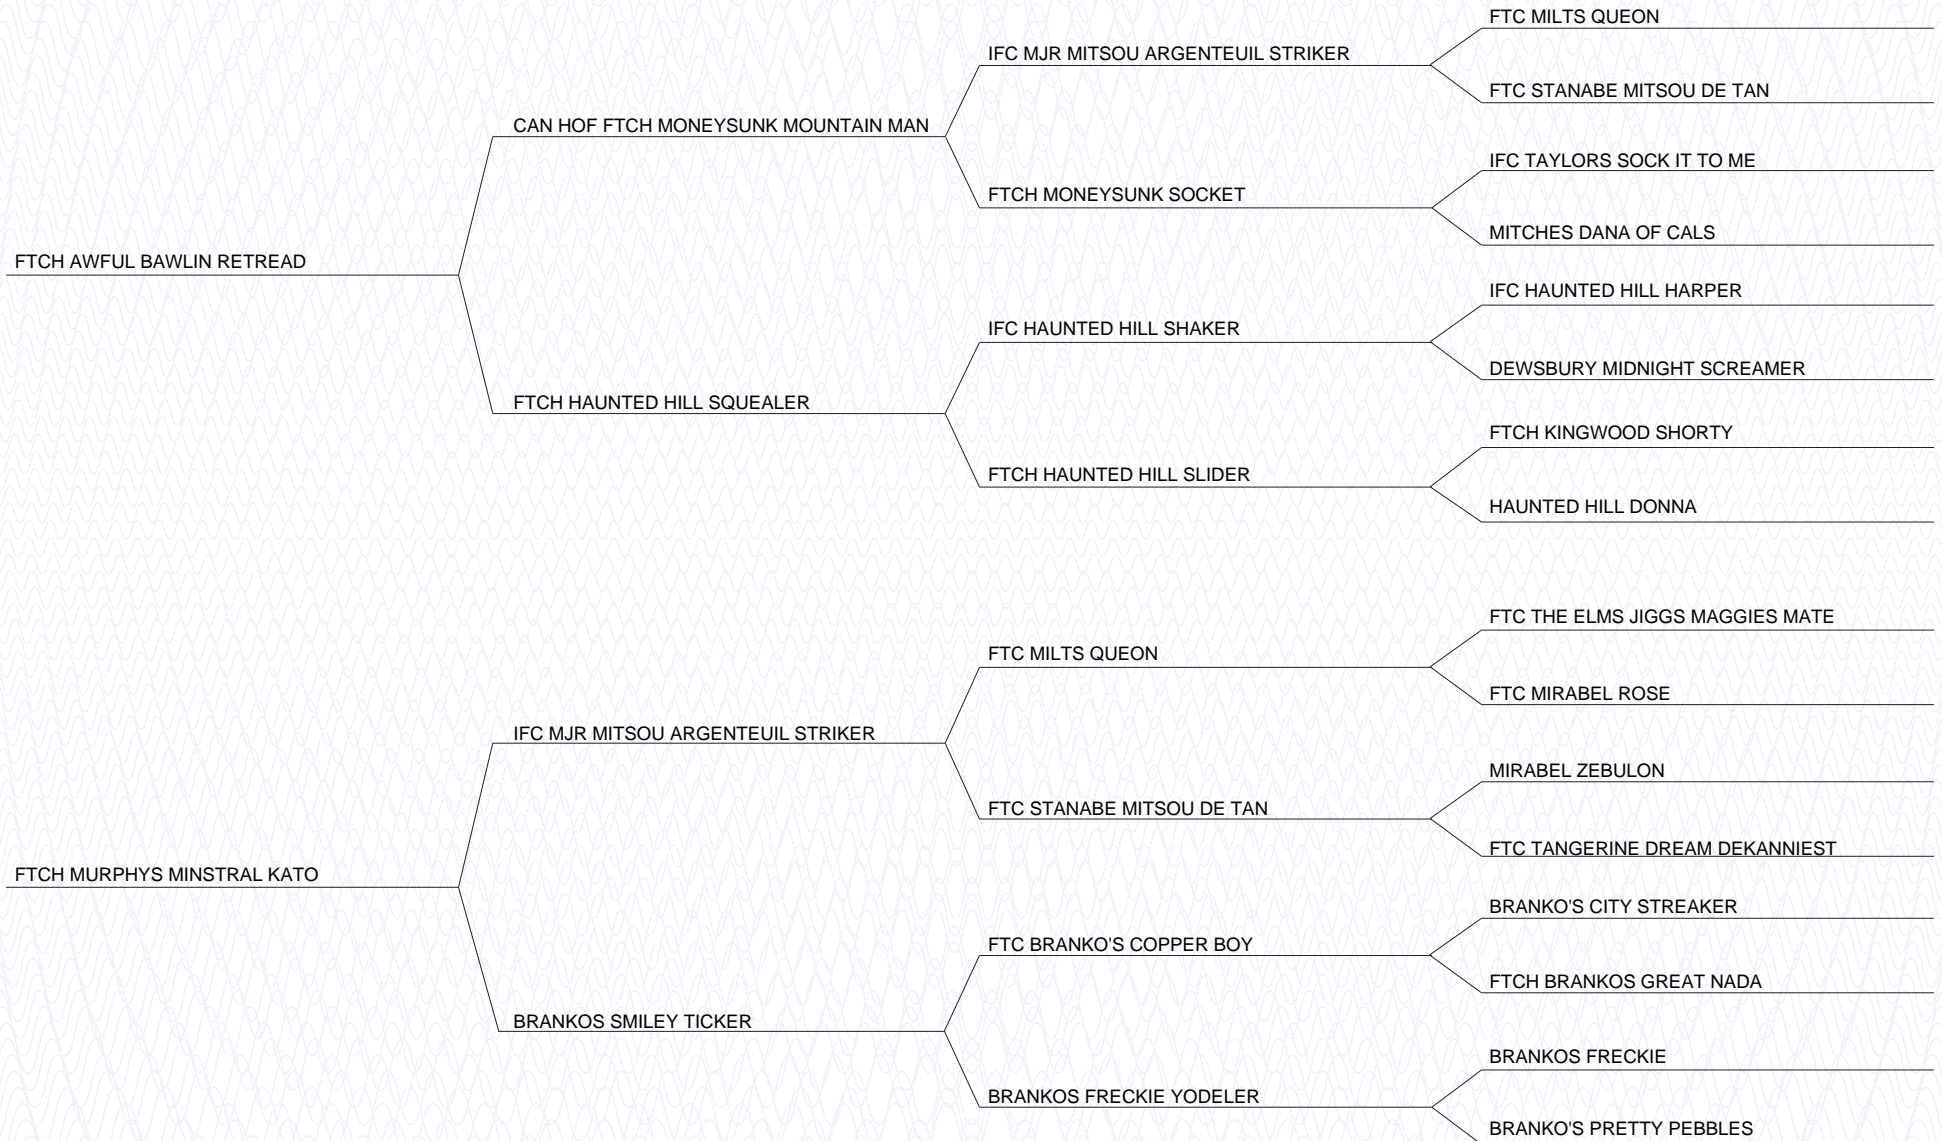 FTC MILTS QUEON
IFC MJR MITSOU ARGENTEUIL STRIKER
FTC STANABE MITSOU DE TAN
CAN HOF FTCH MONEYSUNK MOUNTAIN MAN
IFC TAYLORS SOCK IT TO ME
FTCH MONEYSUNK SOCKET
MITCHES DANA OF CALS
FTCH AWFUL BAWLIN RETREAD
IFC HAUNTED HILL HARPER
IFC HAUNTED HILL SHAKER
DEWSBURY MIDNIGHT SCREAMER
FTCH HAUNTED HILL SQUEALER
FTCH KINGWOOD SHORTY
FTCH HAUNTED HILL SLIDER
HAUNTED HILL DONNA
FTC THE ELMS JIGGS MAGGIES MATE
FTC MILTS QUEON
FTC MIRABEL ROSE
IFC MJR MITSOU ARGENTEUIL STRIKER
MIRABEL ZEBULON
FTC STANABE MITSOU DE TAN
FTC TANGERINE DREAM DEKANNIEST
FTCH MURPHYS MINSTRAL KATO
BRANKO'S CITY STREAKER
FTC BRANKO'S COPPER BOY
FTCH BRANKOS GREAT NADA
BRANKOS SMILEY TICKER
BRANKOS FRECKIE
BRANKOS FRECKIE YODELER
BRANKO'S PRETTY PEBBLES